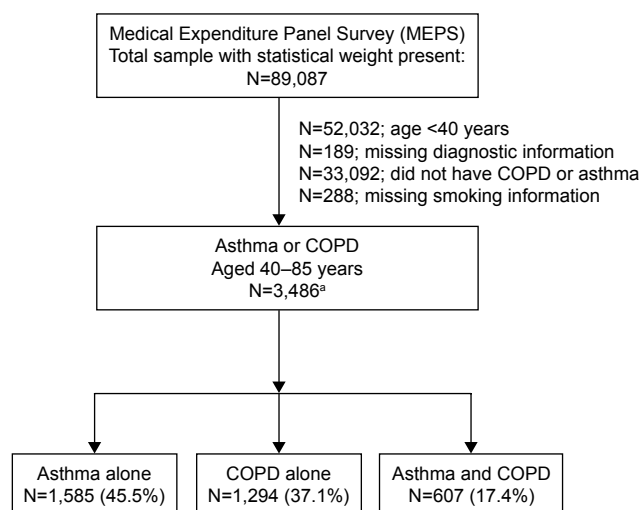 Medical Expenditure Panel Survey (MEPS)
Total sample with statistical weight present:
N=89,087
N=52,032; age <40 years
N=189; missing diagnostic information
N=33,092; did not have COPD or asthma
N=288; missing smoking information
Asthma or COPD
Aged 40–85 years
N=3,486ᵃ
Asthma alone
N=1,585 (45.5%)
COPD alone
N=1,294 (37.1%)
Asthma and COPD
N=607 (17.4%)